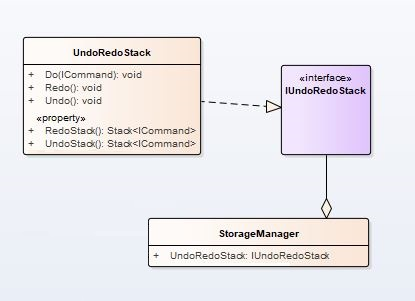 UndoRedoStack
+ Do(ICommand): void
+ Redo(): void
+ Undo(): void
«property»
+ RedoStack(): Stack<ICommand>
+ UndoStack(): Stack<ICommand>
«interface»
IUndoRedoStack
StorageManager
+ UndoRedoStack: IUndoRedoStack